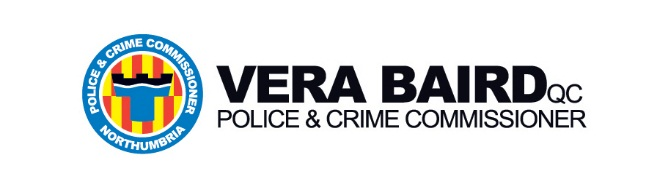 POLICE & CRIME COMMISSIONER
NORTHUMBRIA
VERA BAIRDQC
POLICE & CRIME COMMISSIONER